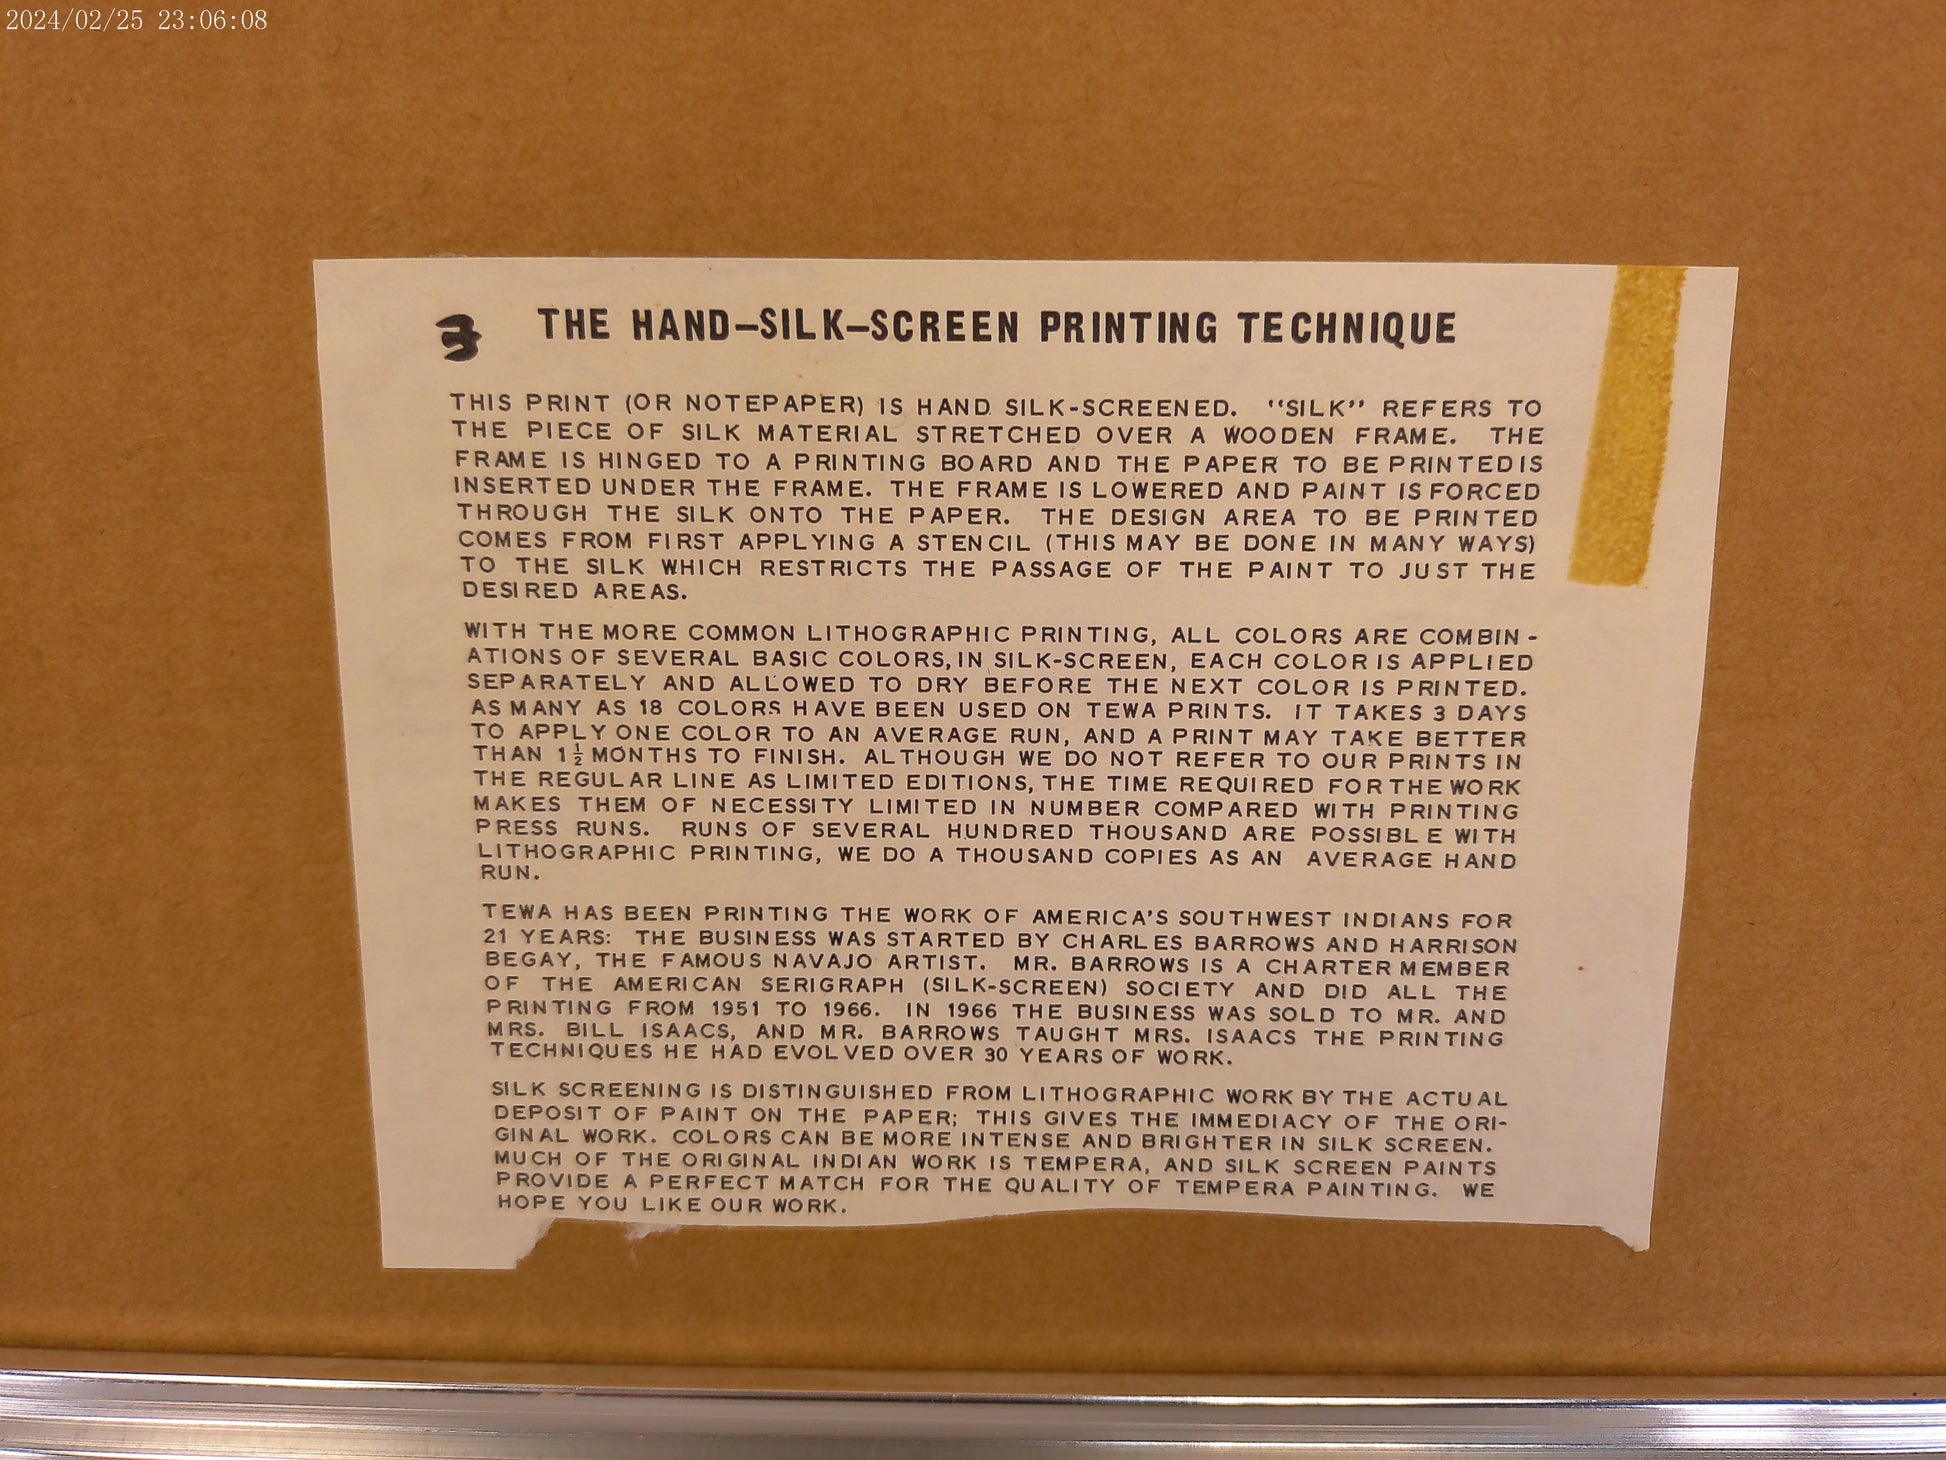 2024/02/25 23:06:08
THE HAND-SILK-SCREEN PRINTING TECHNIQUE
THIS PRINT (OR NOTEPAPER) IS HAND SILK-SCREENED. "SILK" REFERS TO
THE PIECE OF SILK MATERIAL STRETCHED OVER A WOODEN FRAME. THE
FRAME IS HINGED TO A PRINTING BOARD AND THE PAPER TO BE PRINTED IS
INSERTED UNDER THE FRAME. THE FRAME IS LOWERED AND PAINT IS FORCED
THROUGH THE SILK ONTO THE PAPER. THE DESIGN AREA TO BE PRINTED
COMES FROM FIRST APPLYING A STENCIL (THIS MAY BE DONE IN MANY WAYS)
TO THE SILK WHICH RESTRICTS THE PASSAGE OF THE PAINT TO JUST THE
DESIRED AREAS.
WITH THE MORE COMMON LITHOGRAPHIC PRINTING, ALL COLORS ARE COMBIN-
ATIONS OF SEVERAL BASIC COLORS, IN SILK-SCREEN, EACH COLOR IS APPLIED
SEPARATELY AND ALLOWED TO DRY BEFORE THE NEXT COLOR IS PRINTED.
AS MANY AS 18 COLORS HAVE BEEN USED ON TEWA PRINTS. IT TAKES 3 DAYS
TO APPLY ONE COLOR TO AN AVERAGE RUN, AND A PRINT MAY TAKE BETTER
THAN 1½ MONTHS TO FINISH. ALTHOUGH WE DO NOT REFER TO OUR PRINTS IN
THE REGULAR LINE AS LIMITED EDITIONS, THE TIME REQUIRED FOR THE WORK
MAKES THEM OF NECESSITY LIMITED IN NUMBER COMPARED WITH PRINTING
PRESS RUNS. RUNS OF SEVERAL HUNDRED THOUSAND ARE POSSIBLE WITH
LITHOGRAPHIC PRINTING, WE DO A THOUSAND COPIES AS AN AVERAGE HAND
RUN.
TEWA HAS BEEN PRINTING THE WORK OF AMERICA'S SOUTHWEST INDIANS FOR
21 YEARS: THE BUSINESS WAS STARTED BY CHARLES BARROWS AND HARRISON
BEGAY, THE FAMOUS NAVAJO ARTIST. MR. BARROWS IS A CHARTER MEMBER
OF THE AMERICAN SERIGRAPH (SILK-SCREEN) SOCIETY AND DID ALL THE
PRINTING FROM 1951 TO 1966. IN 1966 THE BUSINESS WAS SOLD TO MR. AND
MRS. BILL ISAACS, AND MR. BARROWS TAUGHT MRS. ISAACS THE PRINTING
TECHNIQUES HE HAD EVOLVED OVER 30 YEARS OF WORK.
SILK SCREENING IS DISTINGUISHED FROM LITHOGRAPHIC WORK BY THE ACTUAL
DEPOSIT OF PAINT ON THE PAPER; THIS GIVES THE IMMEDIACY OF THE ORI-
GINAL WORK. COLORS CAN BE MORE INTENSE AND BRIGHTER IN SILK SCREEN.
MUCH OF THE ORIGINAL INDIAN WORK IS TEMPERA, AND SILK SCREEN PAINTS
PROVIDE A PERFECT MATCH FOR THE QUALITY OF TEMPERA PAINTING. WE
HOPE YOU LIKE OUR WORK.